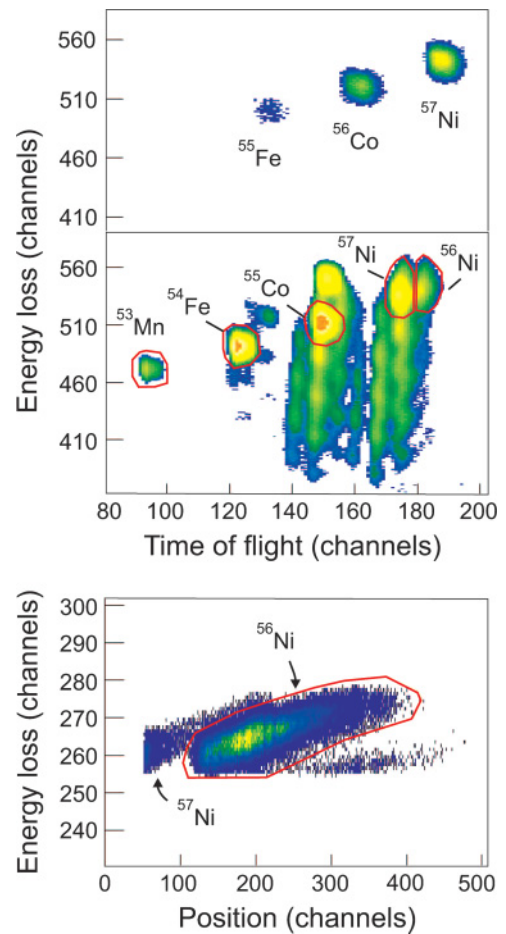 560
510
460
410
⁵⁵Fe
⁵⁶Co
⁵⁷Ni
Energy loss (channels)
560
510
460
410
⁵³Mn
⁵⁴Fe
⁵⁵Co
⁵⁷Ni
⁵⁶Ni
80 100 120 140 160 180 200
Time of flight (channels)
300
290
280
270
260
250
240
Energy loss (channels)
⁵⁶Ni
⁵⁷Ni
0 100 200 300 400 500
Position (channels)